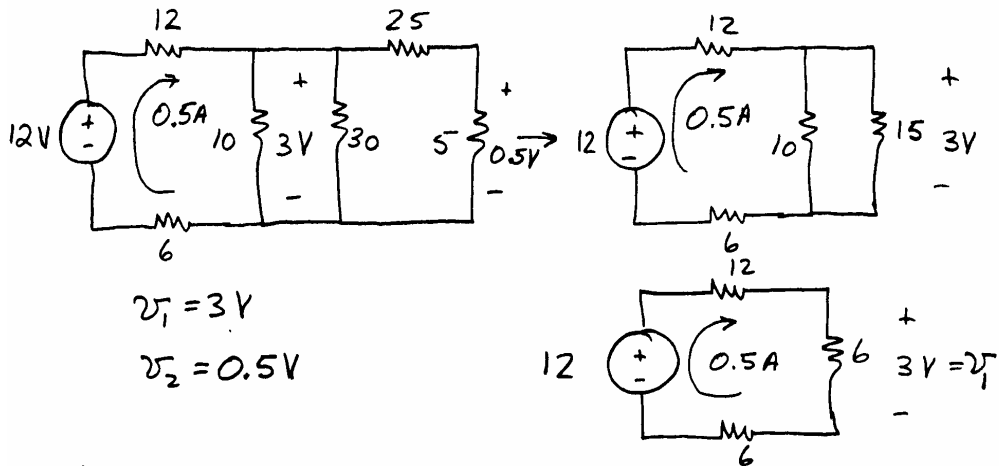 12 25 12
+ + +
12V + - 0.5A 10 3V 30 5 0.5V → 12 + - 0.5A 10 15 3V
- - -
6 6
v₁ = 3V
v₂ = 0.5V
12
12 + - 0.5A 6 + 3V = v₁ -
6